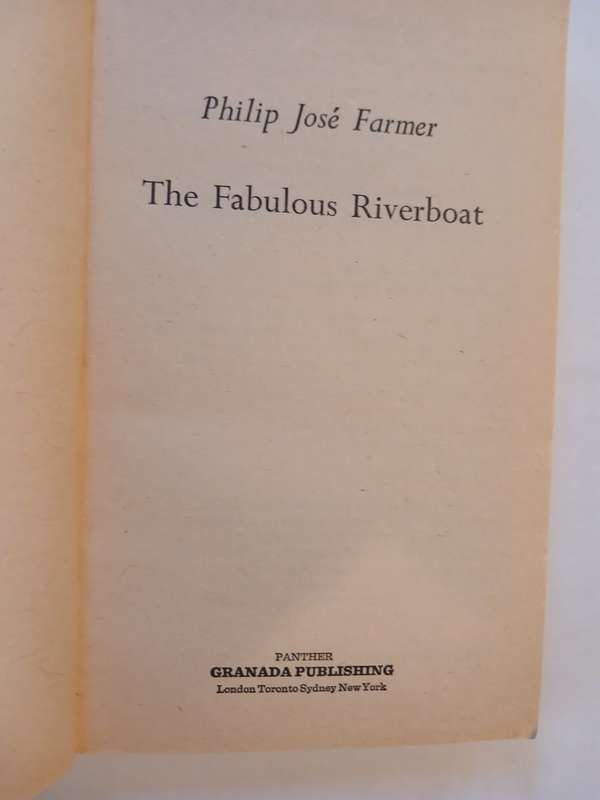 Philip José Farmer
The Fabulous Riverboat
PANTHER
GRANADA PUBLISHING
London Toronto Sydney New York